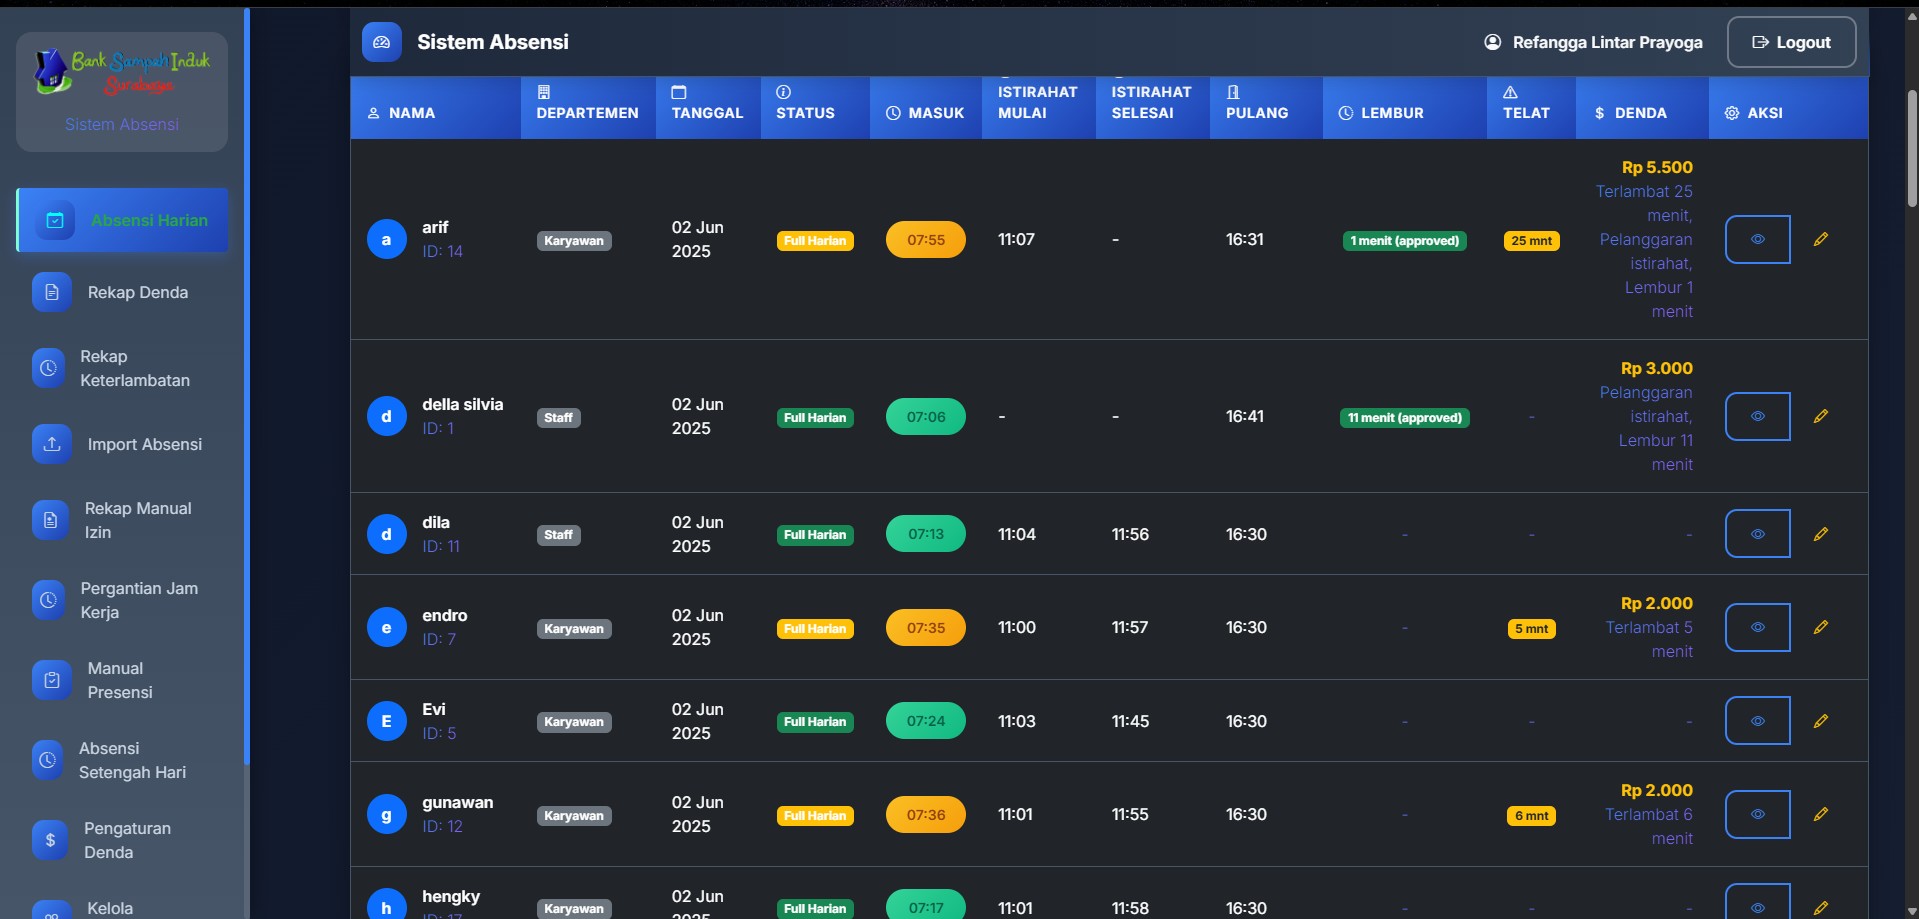 Bank Sampah Induk
Surabaya
Sistem Absensi
Absensi Harian
Rekap Denda
Rekap
Keterlambatan
Import Absensi
Rekap Manual
Izin
Pergantian Jam
Kerja
Manual
Presensi
Absensi
Setengah Hari
Pengaturan
Denda
Kelola
Sistem Absensi
Refangga Lintar Prayoga
Logout
NAMA
DEPARTEMEN
TANGGAL
STATUS
MASUK
ISTIRAHAT
MULAI
ISTIRAHAT
SELESAI
PULANG
LEMBUR
TELAT
$ DENDA
AKSI
a
arif
ID: 14
Karyawan
02 Jun
2025
Full Harian
07:55
11:07
-
16:31
1 menit (approved)
25 mnt
Rp 5.500
Terlambat 25
menit,
Pelanggaran
istirahat,
Lembur 1
menit
d
della silvia
ID: 1
Staff
02 Jun
2025
Full Harian
07:06
-
-
16:41
11 menit (approved)
-
Rp 3.000
Pelanggaran
istirahat,
Lembur 11
menit
d
dila
ID: 11
Staff
02 Jun
2025
Full Harian
07:13
11:04
11:56
16:30
-
-
-
e
endro
ID: 7
Karyawan
02 Jun
2025
Full Harian
07:35
11:00
11:57
16:30
-
5 mnt
Rp 2.000
Terlambat 5
menit
E
Evi
ID: 5
Karyawan
02 Jun
2025
Full Harian
07:24
11:03
11:45
16:30
-
-
-
g
gunawan
ID: 12
Karyawan
02 Jun
2025
Full Harian
07:36
11:01
11:55
16:30
-
6 mnt
Rp 2.000
Terlambat 6
menit
h
hengky
ID: 17
Karyawan
02 Jun
2025
Full Harian
07:17
11:01
11:58
16:30
-
-
-